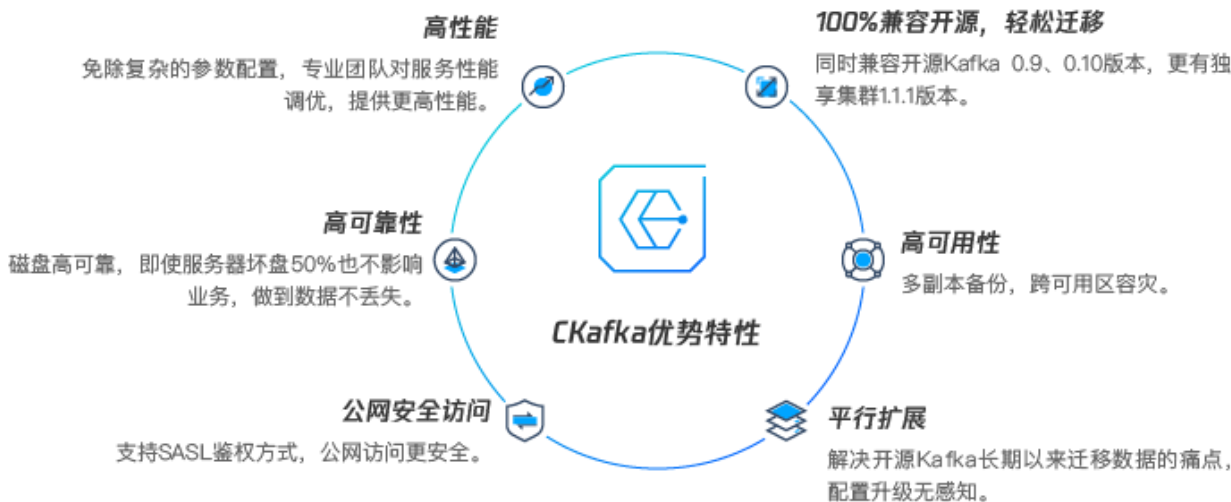 高性能
免除复杂的参数配置，专业团队对服务性能
调优，提供更高性能。
100%兼容开源，轻松迁移
同时兼容开源Kafka 0.9、0.10版本，更有独
享集群1.1.1版本。
高可靠性
磁盘高可靠，即使服务器坏盘50%也不影响
业务，做到数据不丢失。
高可用性
多副本备份，跨可用区容灾。
CKafka优势特性
公网安全访问
支持SASL鉴权方式，公网访问更安全。
平行扩展
解决开源Kafka长期以来迁移数据的痛点，
配置升级无感知。